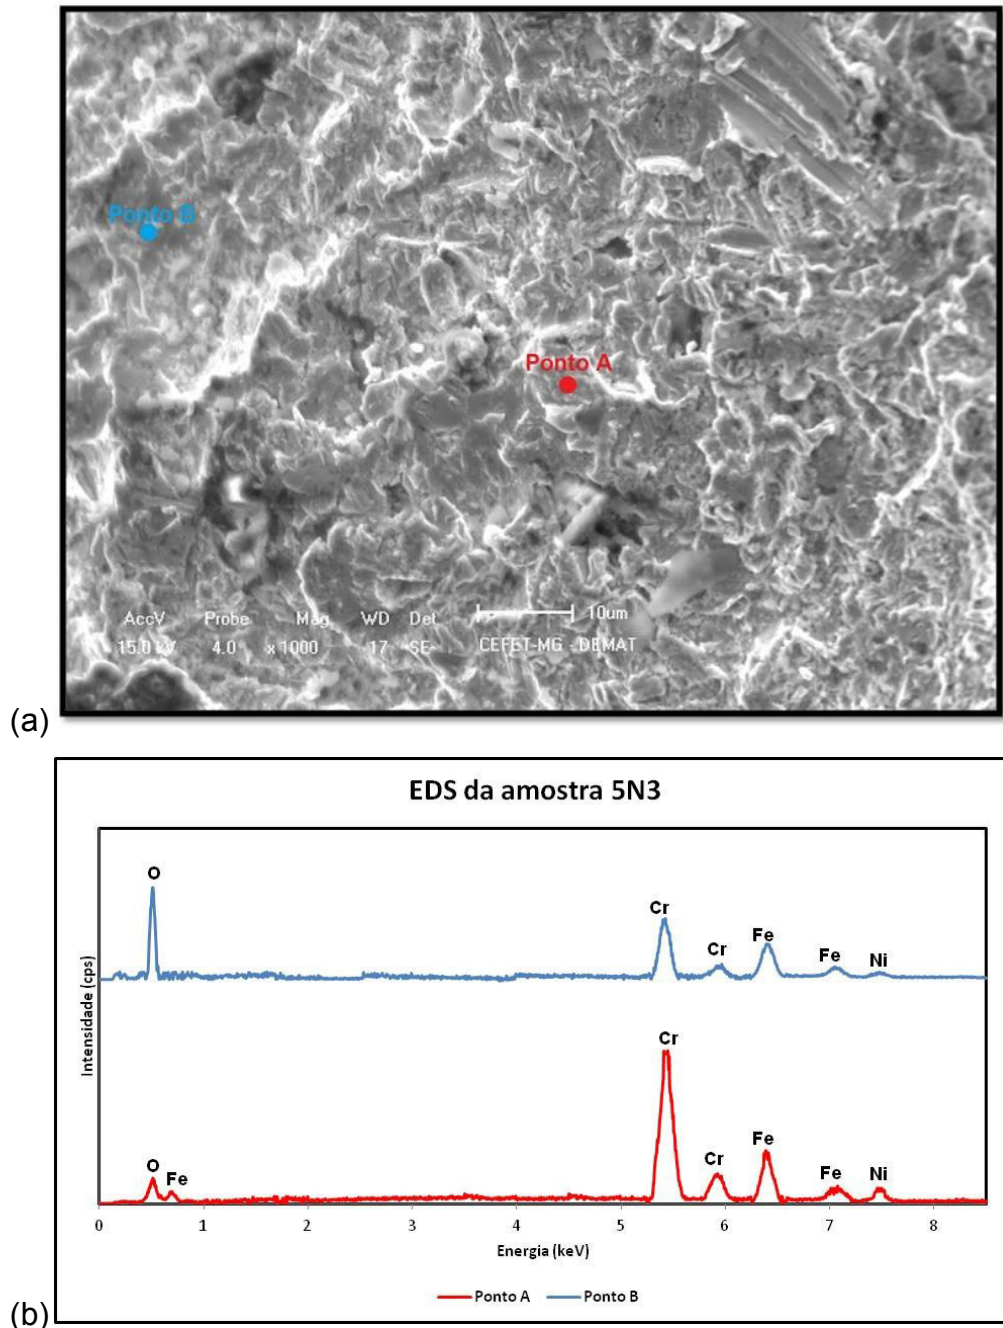 Ponto B
Ponto A
AccV Probe Mag WD Det 10um
15.0 kV 4.0 x 1000 17 SE CEFET-MG - DEMAT
(a)
EDS da amostra 5N3
O
Cr
Cr
Fe
Fe
Ni
Cr
O
Fe
Cr
Fe
Fe
Ni
Intensidade (cps)
0 1 2 3 4 5 6 7 8
Energia (keV)
Ponto A Ponto B
(b)